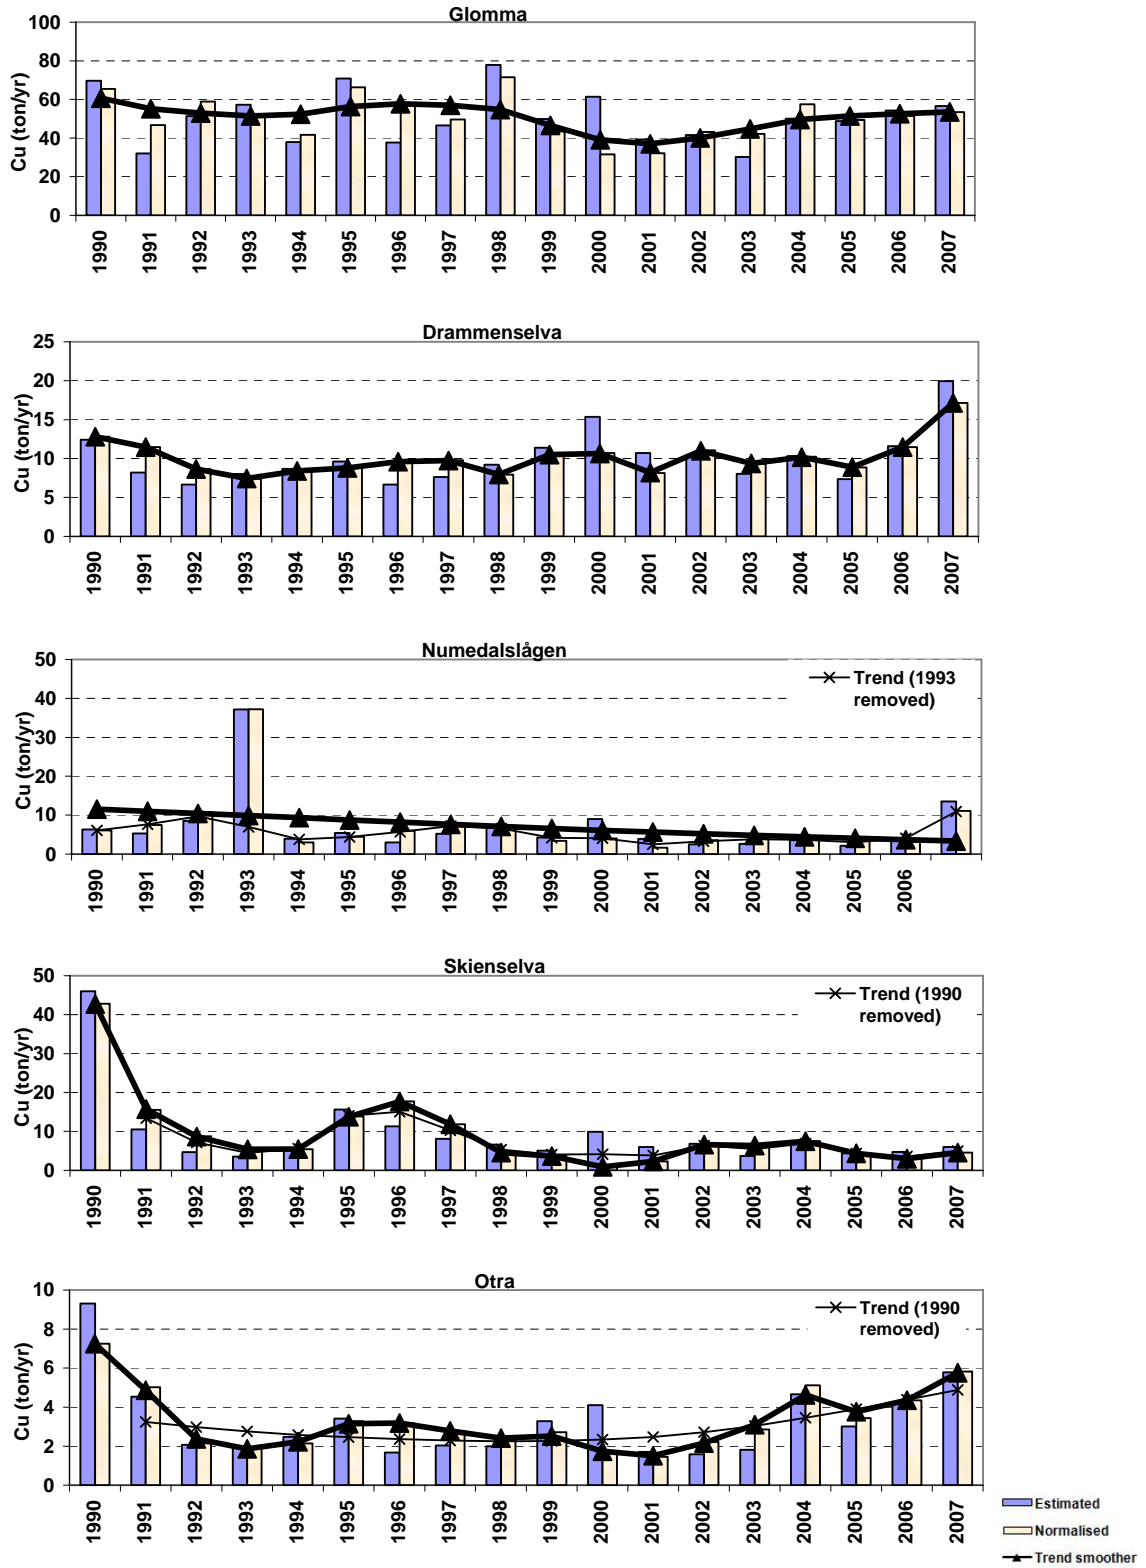 Glomma
Cu (ton/yr)
100
80
60
40
20
0
1990 1991 1992 1993 1994 1995 1996 1997 1998 1999 2000 2001 2002 2003 2004 2005 2006 2007
Drammenselva
Cu (ton/yr)
25
20
15
10
5
0
1990 1991 1992 1993 1994 1995 1996 1997 1998 1999 2000 2001 2002 2003 2004 2005 2006 2007
Numedalslågen
Cu (ton/yr)
50
40
30
20
10
0
Trend (1993
removed)
1990 1991 1992 1993 1994 1995 1996 1997 1998 1999 2000 2001 2002 2003 2004 2005 2006
Skienselva
Cu (ton/yr)
50
40
30
20
10
0
Trend (1990
removed)
1990 1991 1992 1993 1994 1995 1996 1997 1998 1999 2000 2001 2002 2003 2004 2005 2006 2007
Otra
Cu (ton/yr)
10
8
6
4
2
0
Trend (1990
removed)
1990 1991 1992 1993 1994 1995 1996 1997 1998 1999 2000 2001 2002 2003 2004 2005 2006 2007
Estimated
Normalised
Trend smoother